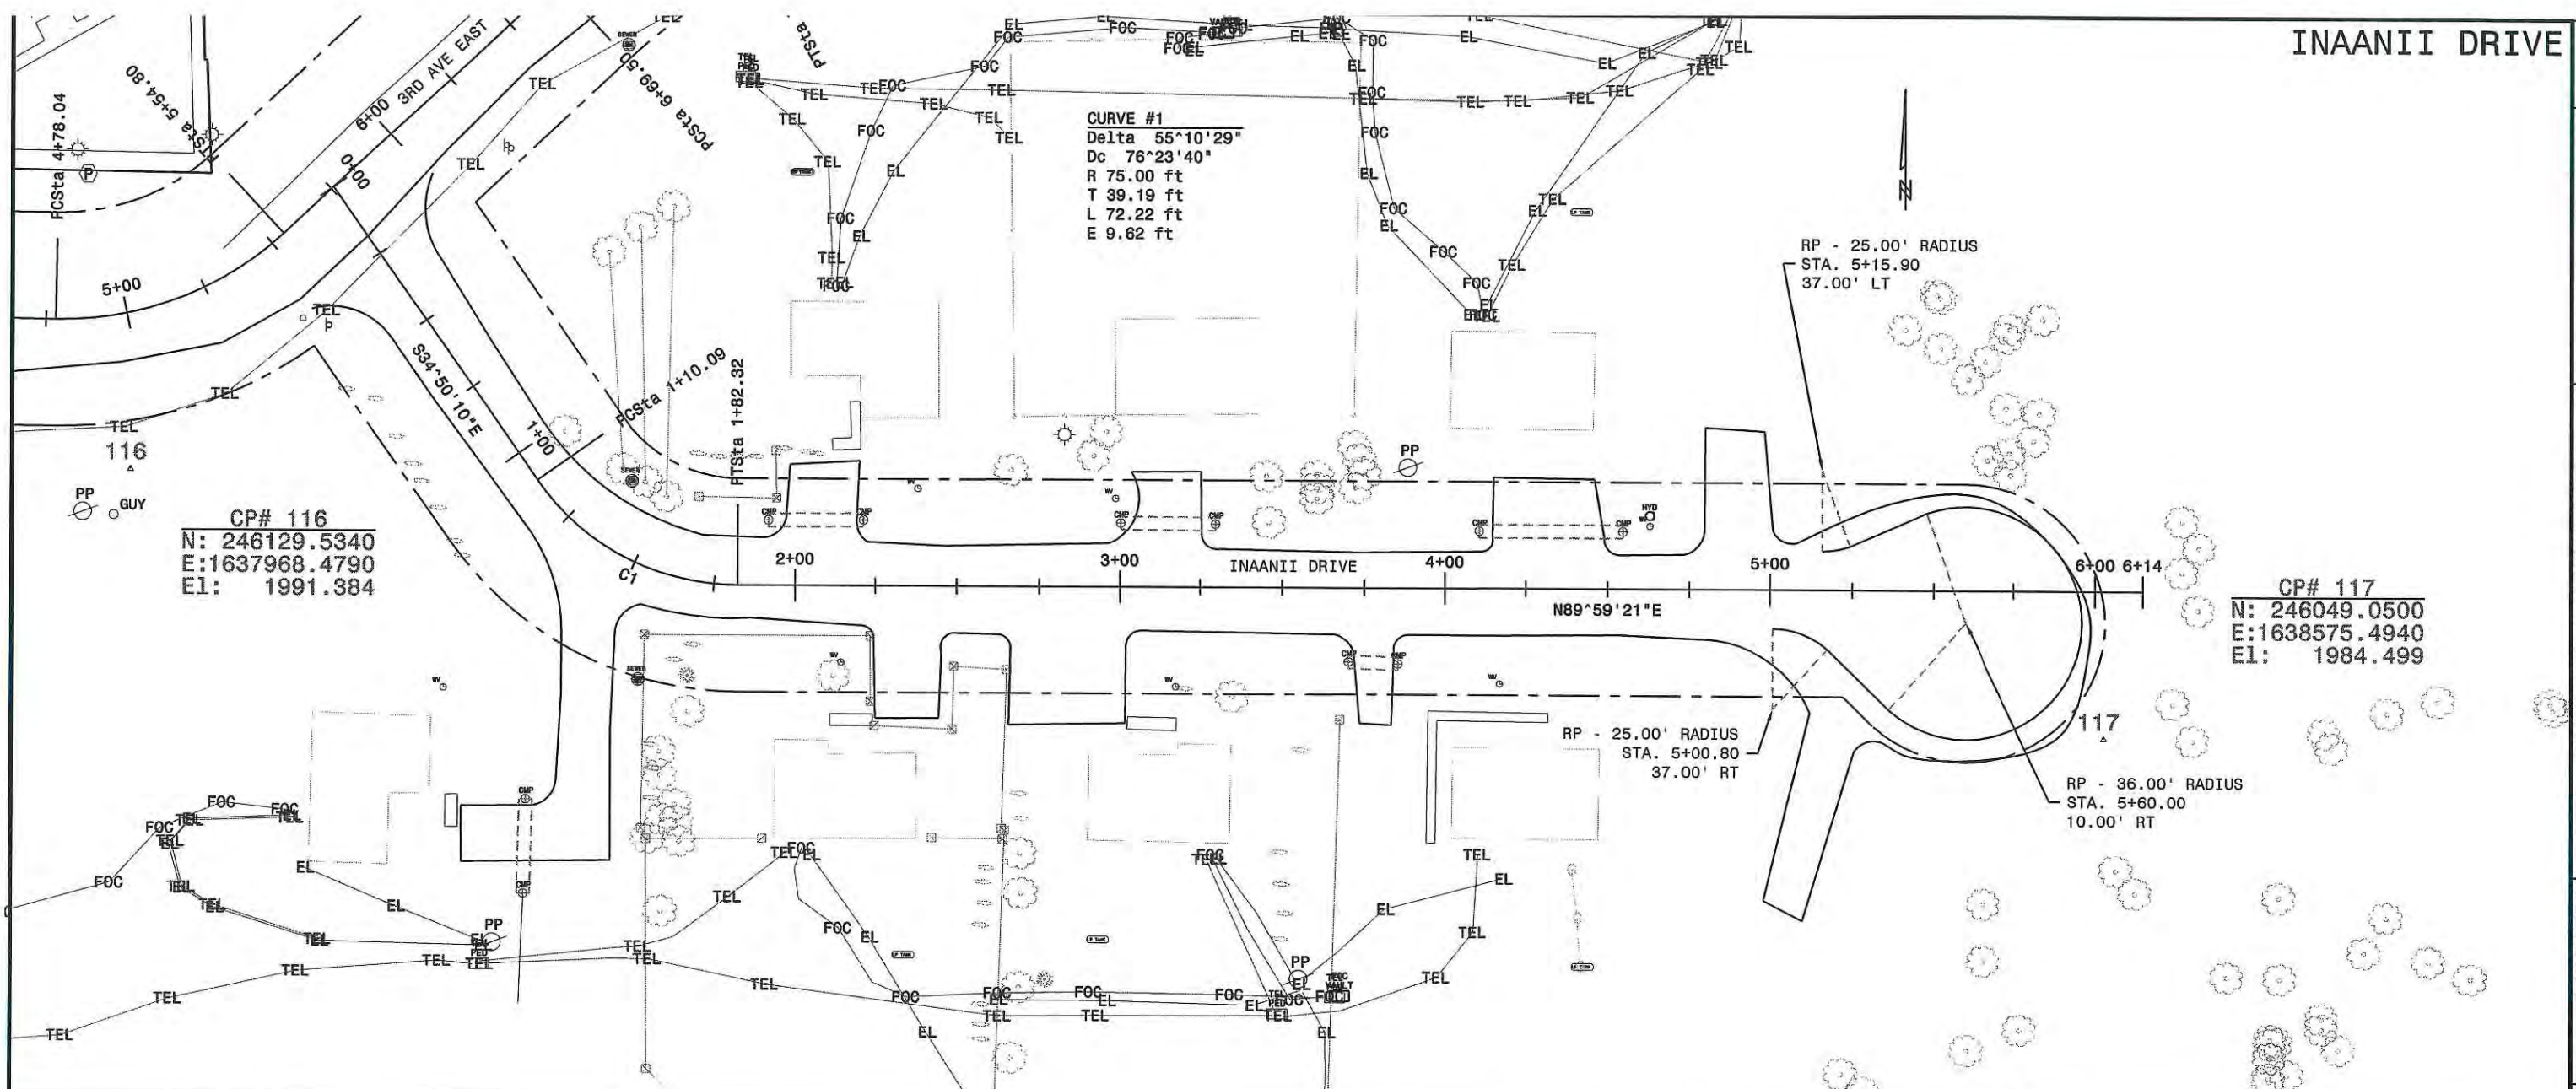 INAANII DRIVE
3RD AVE EAST
PTSta 5+54.80
PCSta 4+78.04
PCSta 6+69.50
PTSta
6+00
0+00
5+00
P
CURVE #1
Delta 55^10'29"
Dc 76^23'40"
R 75.00 ft
T 39.19 ft
L 72.22 ft
E 9.62 ft
N
RP - 25.00' RADIUS
STA. 5+15.90
37.00' LT
S34^50'10"E
PCSta 1+10.09
PTSta 1+82.32
1+00
C1
116
PP
GUY
CP# 116
N: 246129.5340
E:1637968.4790
El: 1991.384
PP
HYD
2+00
3+00
INAANII DRIVE
4+00
5+00
6+00 6+14
N89^59'21"E
CP# 117
N: 246049.0500
E:1638575.4940
El: 1984.499
117
RP - 25.00' RADIUS
STA. 5+00.80
37.00' RT
RP - 36.00' RADIUS
STA. 5+60.00
10.00' RT
SEWER
CMP
WV
TEL
FOC
EL
PP
PP